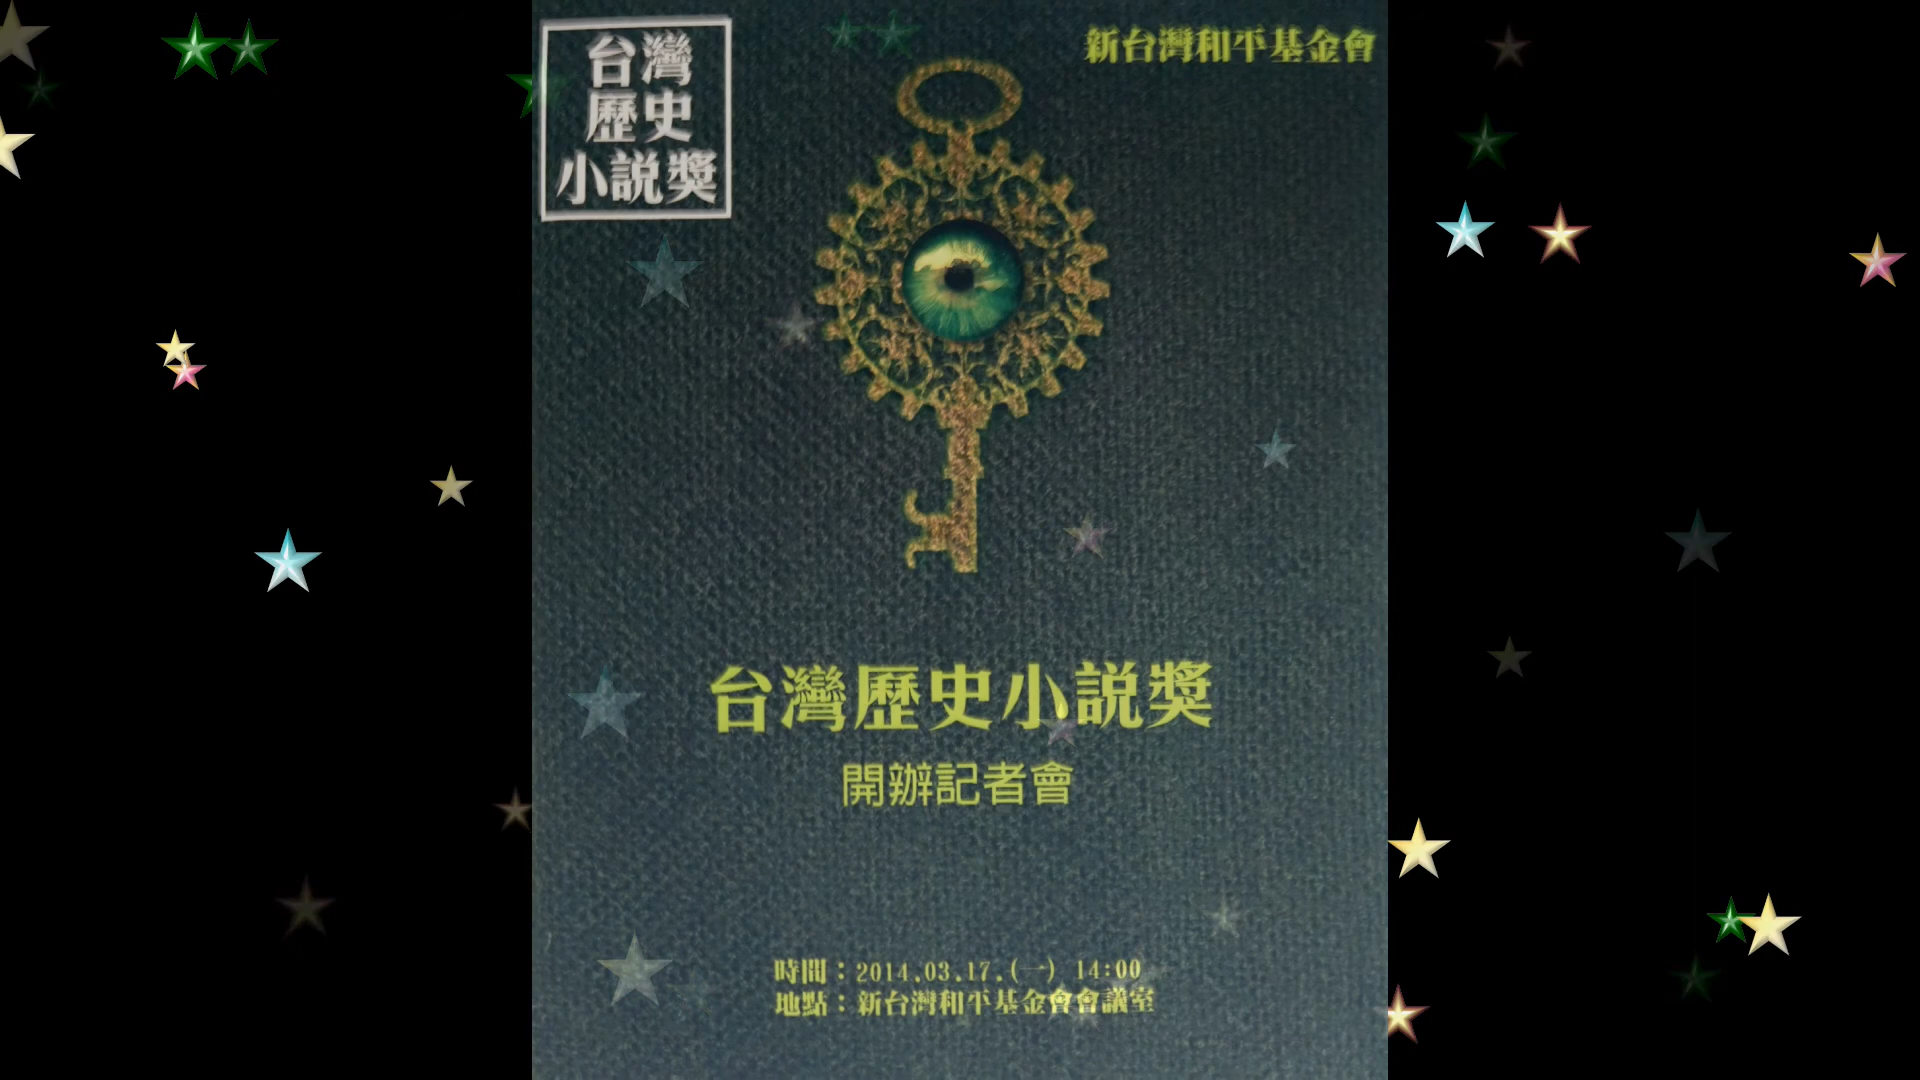 台灣
歷史
小説獎
新台灣和平基金會
台灣歷史小説獎
開辦記者會
時間：2014.03.17.(一) 14:00
地點：新台灣和平基金會會議室